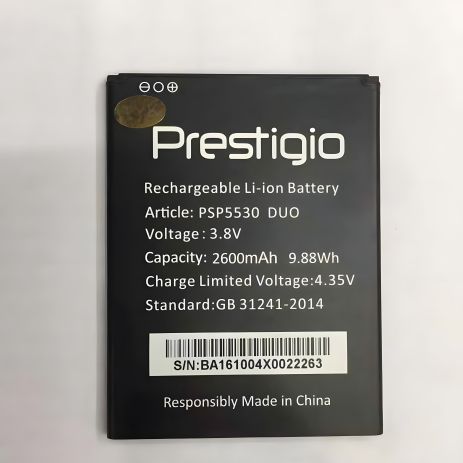 Prestigio
Rechargeable Li-ion Battery
Article: PSP5530 DUO
Voltage : 3.8V
Capacity: 2600mAh 9.88Wh
Charge Limited Voltage:4.35V
Standard:GB 31241-2014
S/N:BA161004X0022263
Responsibly Made in China